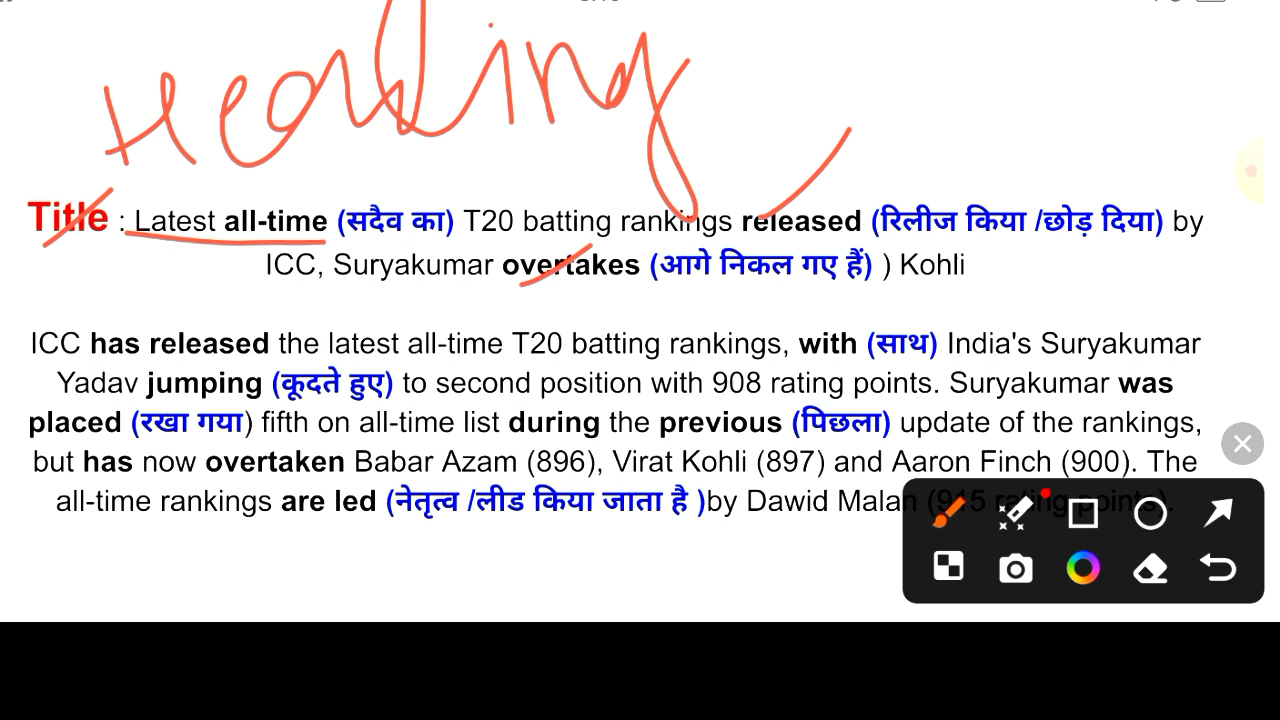 Heading
Title : Latest all-time (सदैव का) T20 batting rankings released (रिलीज किया /छोड़ दिया) by
ICC, Suryakumar overtakes (आगे निकल गए हैं) ) Kohli
ICC has released the latest all-time T20 batting rankings, with (साथ) India's Suryakumar
Yadav jumping (कूदते हुए) to second position with 908 rating points. Suryakumar was
placed (रखा गया) fifth on all-time list during the previous (पिछला) update of the rankings,
but has now overtaken Babar Azam (896), Virat Kohli (897) and Aaron Finch (900). The
all-time rankings are led (नेतृत्व /लीड किया जाता है )by Dawid Malan (915 rating points).